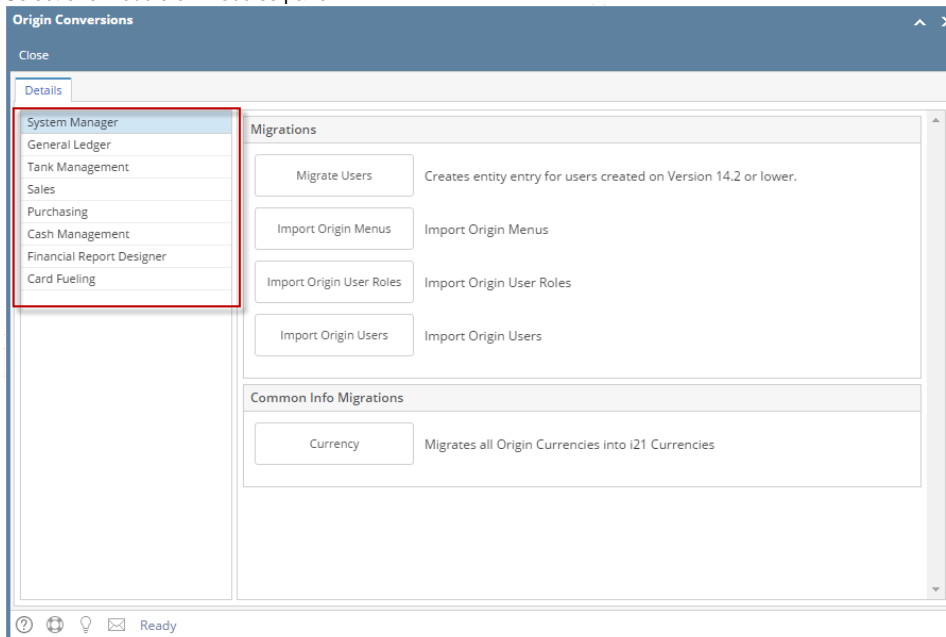 Origin Conversions
Close
Details
System Manager
General Ledger
Tank Management
Sales
Purchasing
Cash Management
Financial Report Designer
Card Fueling
Migrations
Migrate Users
Creates entity entry for users created on Version 14.2 or lower.
Import Origin Menus
Import Origin Menus
Import Origin User Roles
Import Origin User Roles
Import Origin Users
Import Origin Users
Common Info Migrations
Currency
Migrates all Origin Currencies into i21 Currencies
Ready